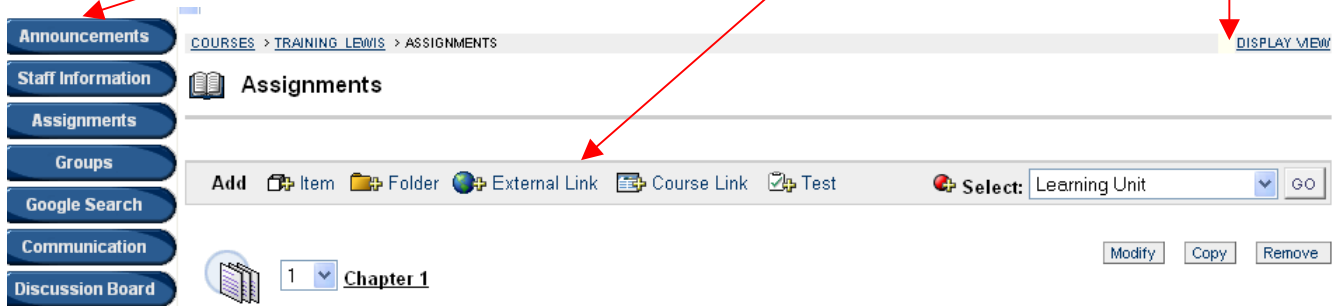 Announcements
Staff Information
Assignments
Groups
Google Search
Communication
Discussion Board
COURSES > TRAINING LEWIS > ASSIGNMENTS
DISPLAY VIEW
Assignments
Add Item Folder External Link Course Link Test Select: Learning Unit GO
Modify Copy Remove
1 Chapter 1